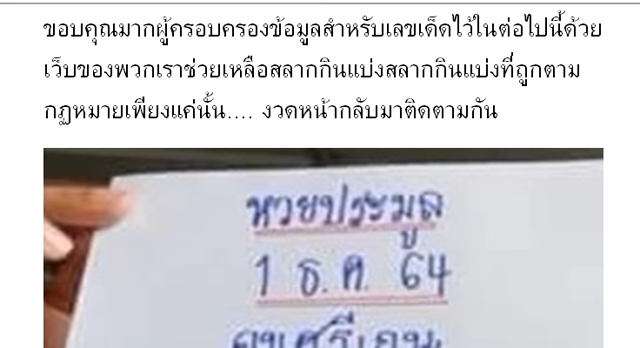 ขอบคุณมากผู้ครอบครองข้อมูลสำหรับเลขเด็ดไว้ในต่อไปนี้ด้วย
เว็บของพวกเราช่วยเหลือสลากกินแบ่งสลากกินแบ่งที่ถูกตาม
กฏหมายเพียงแค่นั้น.... งวดหน้ากลับมาติดตามกัน
หวยประมูล
1 ธ.ค. 64